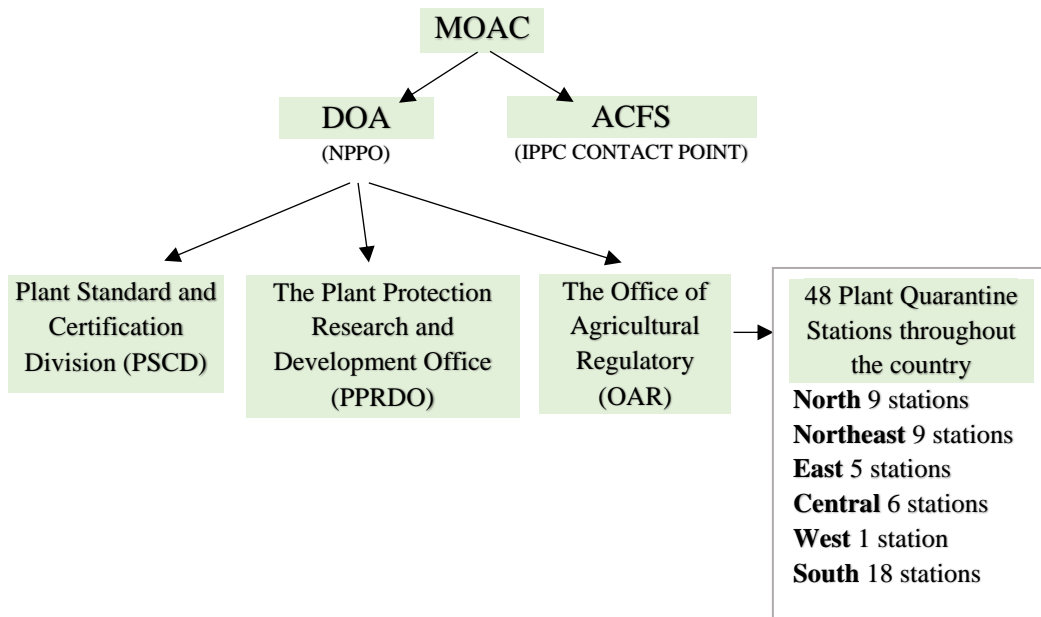 MOAC
DOA
(NPPO)
ACFS
(IPPC CONTACT POINT)
Plant Standard and
Certification
Division (PSCD)
The Plant Protection
Research and
Development Office
(PPRDO)
The Office of
Agricultural
Regulatory
(OAR)
48 Plant Quarantine
Stations throughout
the country
North 9 stations
Northeast 9 stations
East 5 stations
Central 6 stations
West 1 station
South 18 stations